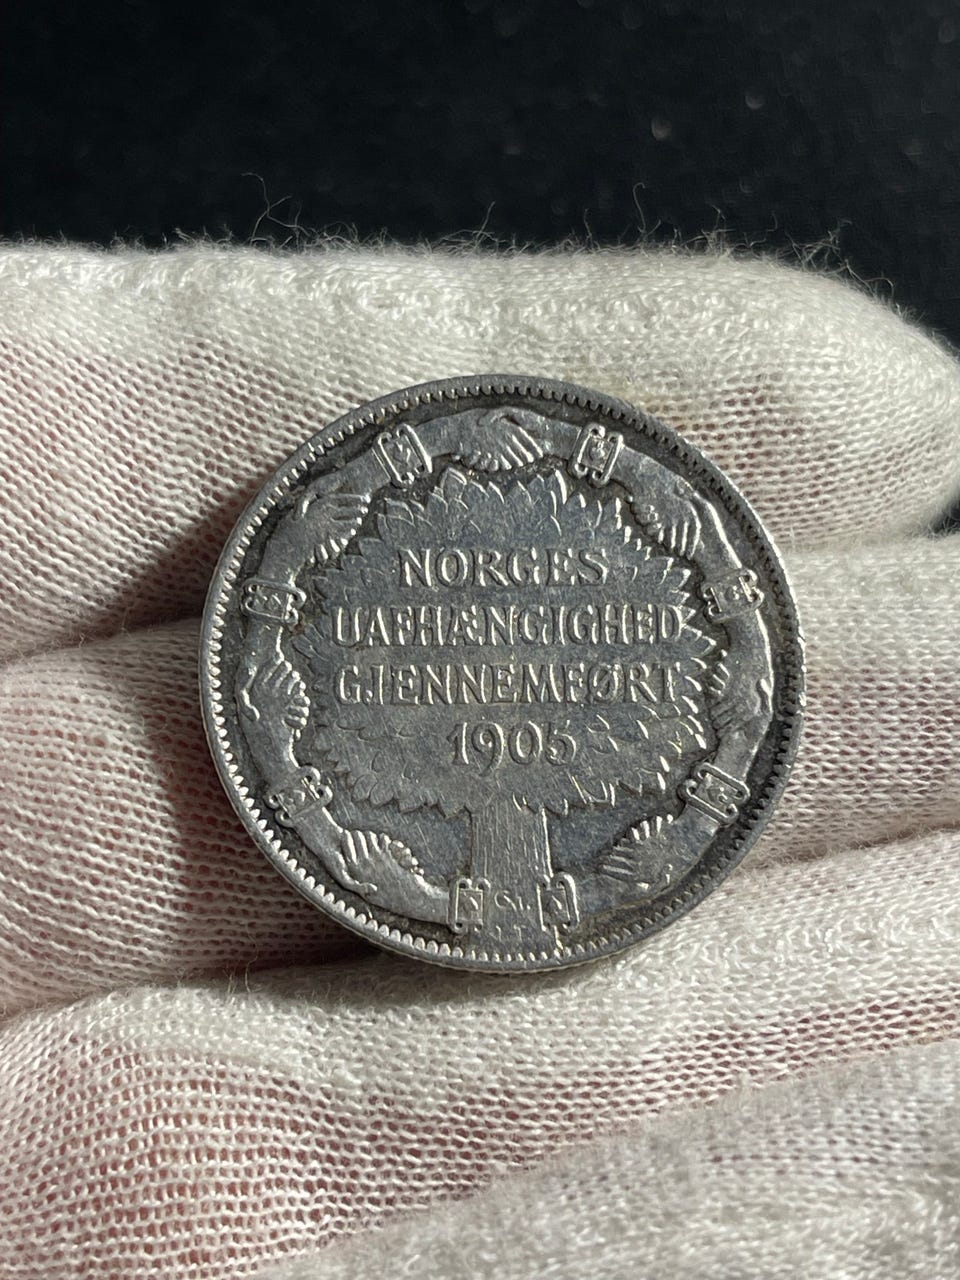 NORGES
UAFHÆNGIGHED
GJENNEMFØRT
1905